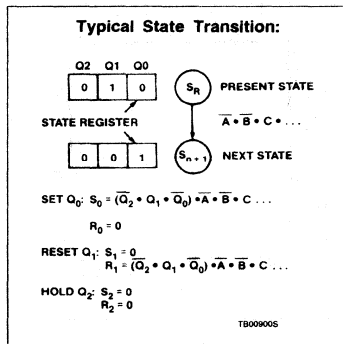 Typical State Transition:
Q2 Q1 Q0
0 1 0
S_R
PRESENT STATE
STATE REGISTER
A̅ • B̅ • C • ...
0 0 1
S_{n+1}
NEXT STATE
SET Q₀: S₀ = (Q̅₂ • Q₁ • Q̅₀) • A̅ • B̅ • C ...
R₀ = 0
RESET Q₁: S₁ = 0
R₁ = (Q̅₂ • Q₁ • Q̅₀) • A̅ • B̅ • C ...
HOLD Q₂: S₂ = 0
R₂ = 0
TB00900S